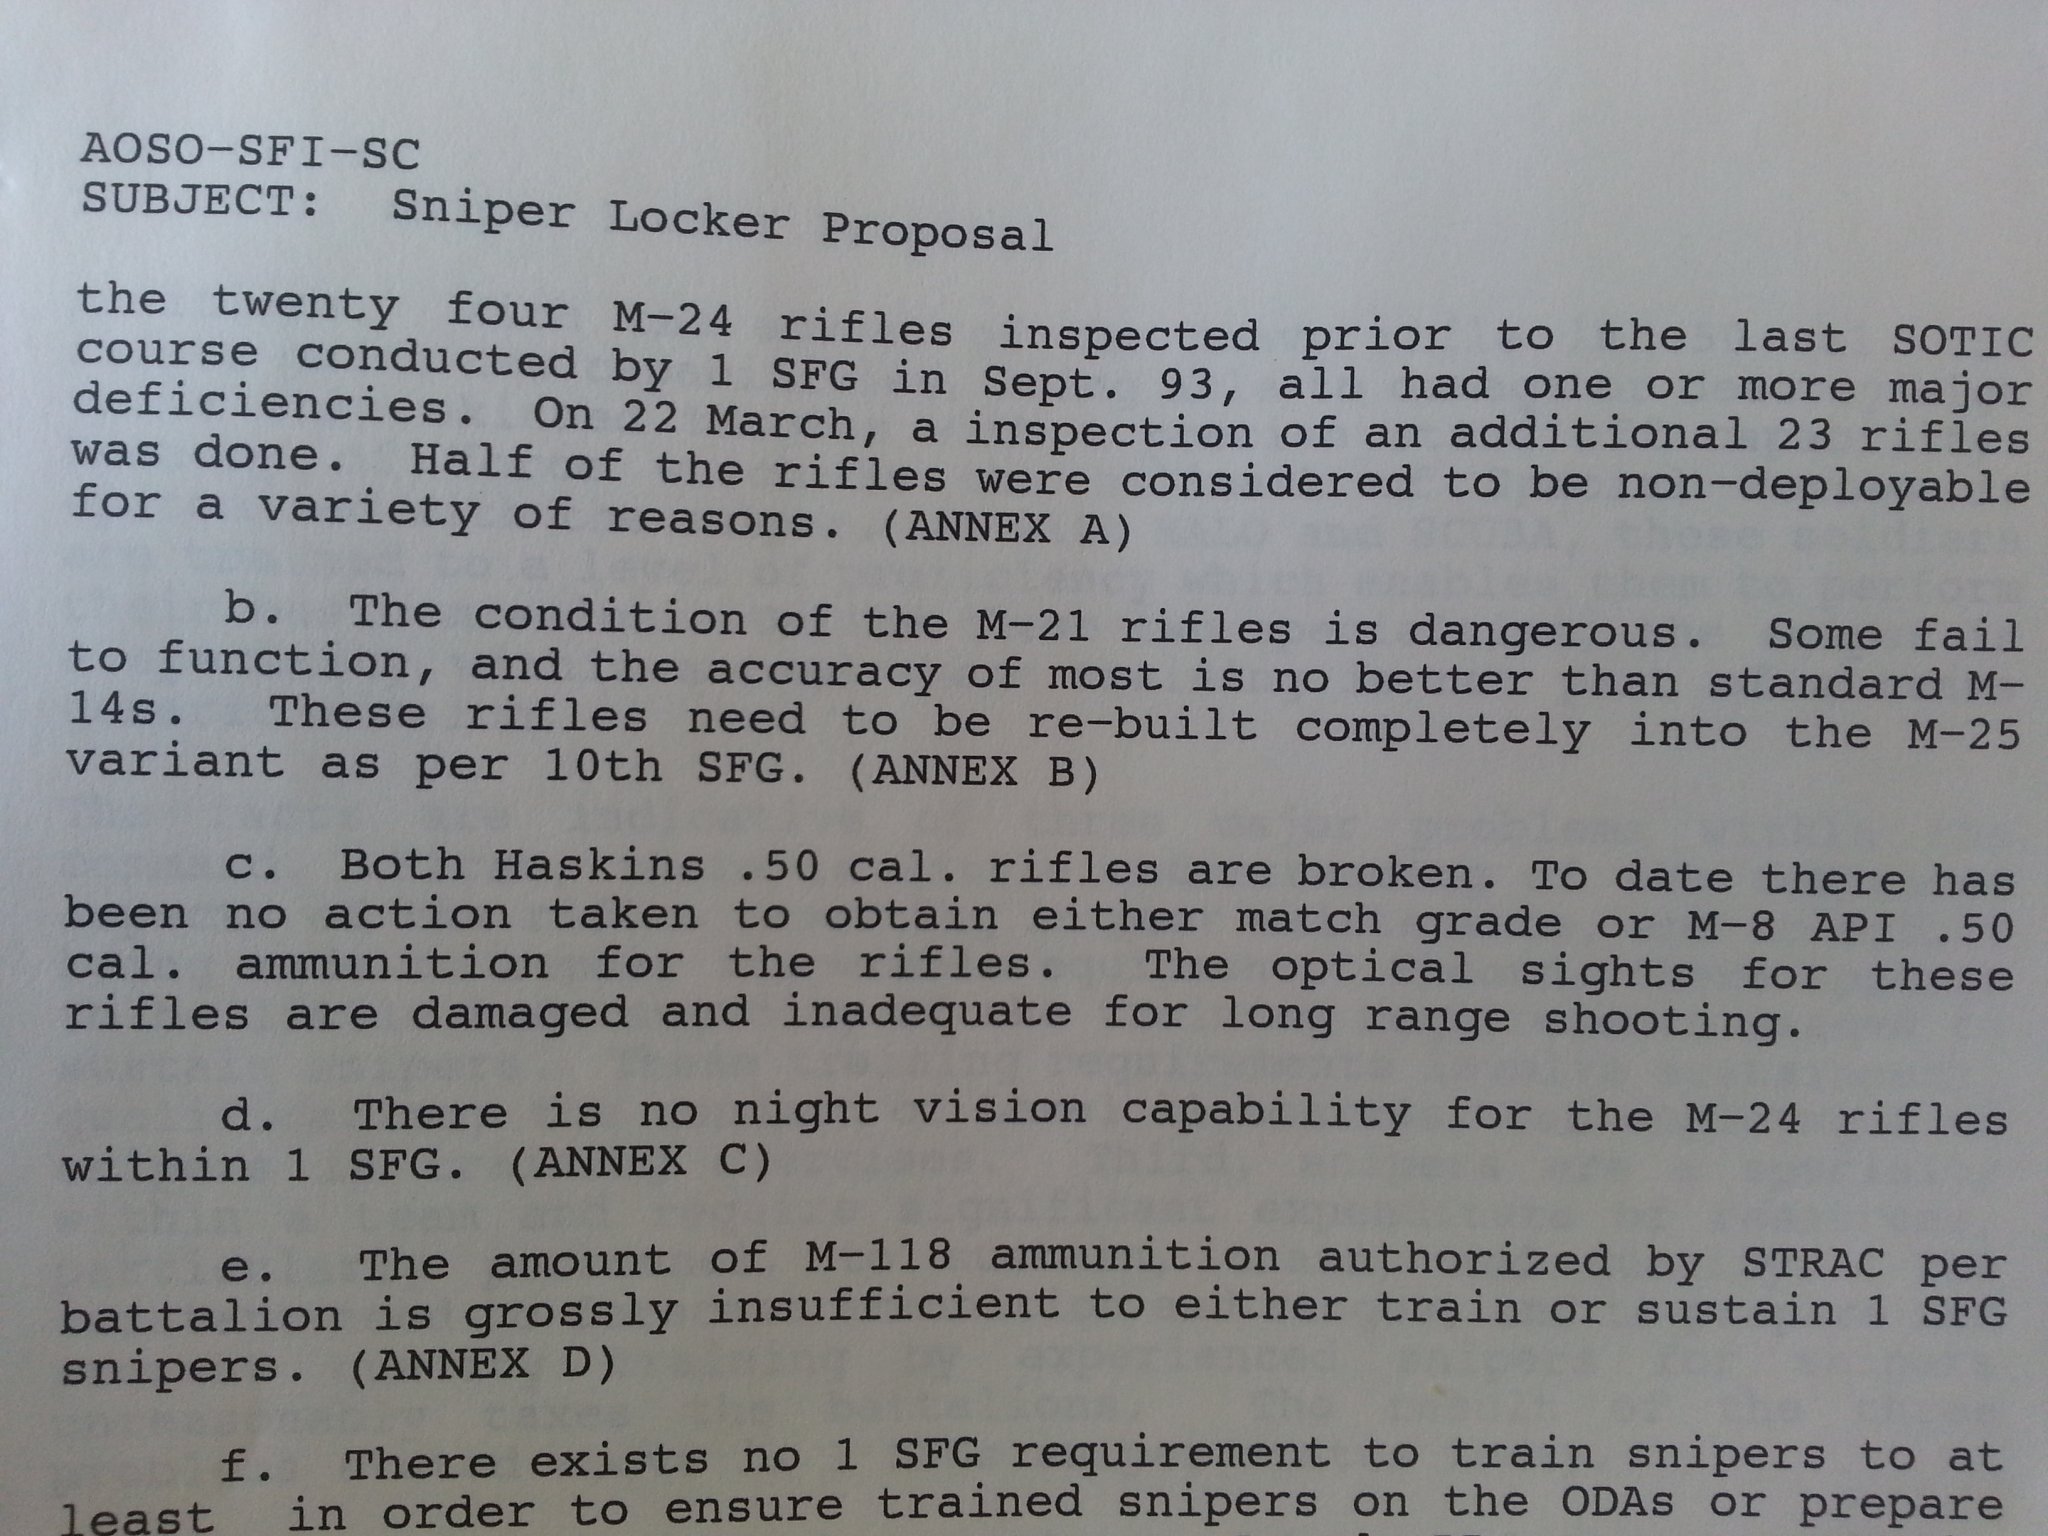 AOSO-SFI-SC
SUBJECT: Sniper Locker Proposal
the twenty four M-24 rifles inspected prior to the last SOTIC
course conducted by 1 SFG in Sept. 93, all had one or more major
deficiencies. On 22 March, a inspection of an additional 23 rifles
was done. Half of the rifles were considered to be non-deployable
for a variety of reasons. (ANNEX A)
b. The condition of the M-21 rifles is dangerous. Some fail
to function, and the accuracy of most is no better than standard M-
14s. These rifles need to be re-built completely into the M-25
variant as per 10th SFG. (ANNEX B)
c. Both Haskins .50 cal. rifles are broken. To date there has
been no action taken to obtain either match grade or M-8 API .50
cal. ammunition for the rifles. The optical sights for these
rifles are damaged and inadequate for long range shooting.
d. There is no night vision capability for the M-24 rifles
within 1 SFG. (ANNEX C)
e. The amount of M-118 ammunition authorized by STRAC per
battalion is grossly insufficient to either train or sustain 1 SFG
snipers. (ANNEX D)
f. There exists no 1 SFG requirement to train snipers to at
least in order to ensure trained snipers on the ODAs or prepare